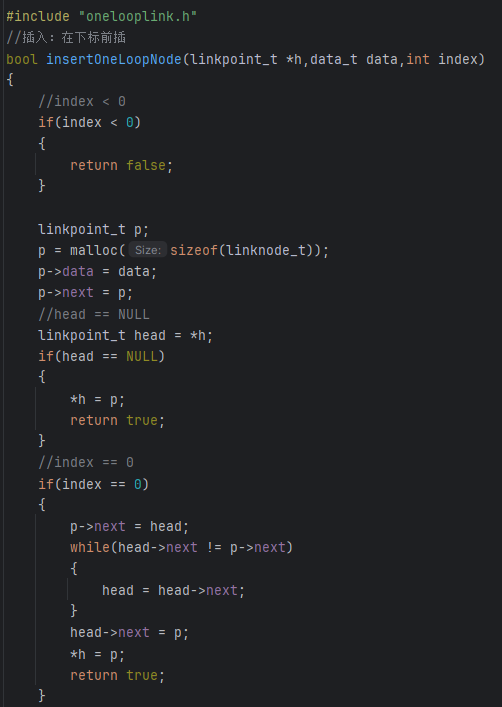 #include "onelooplink.h"
//插入：在下标前插
bool insertOneLoopNode(linkpoint_t *h,data_t data,int index)
{
    //index < 0
    if(index < 0)
    {
        return false;
    }

    linkpoint_t p;
    p = malloc( Size: sizeof(linknode_t));
    p->data = data;
    p->next = p;
    //head == NULL
    linkpoint_t head = *h;
    if(head == NULL)
    {
        *h = p;
        return true;
    }
    //index == 0
    if(index == 0)
    {
        p->next = head;
        while(head->next != p->next)
        {
            head = head->next;
        }
        head->next = p;
        *h = p;
        return true;
    }